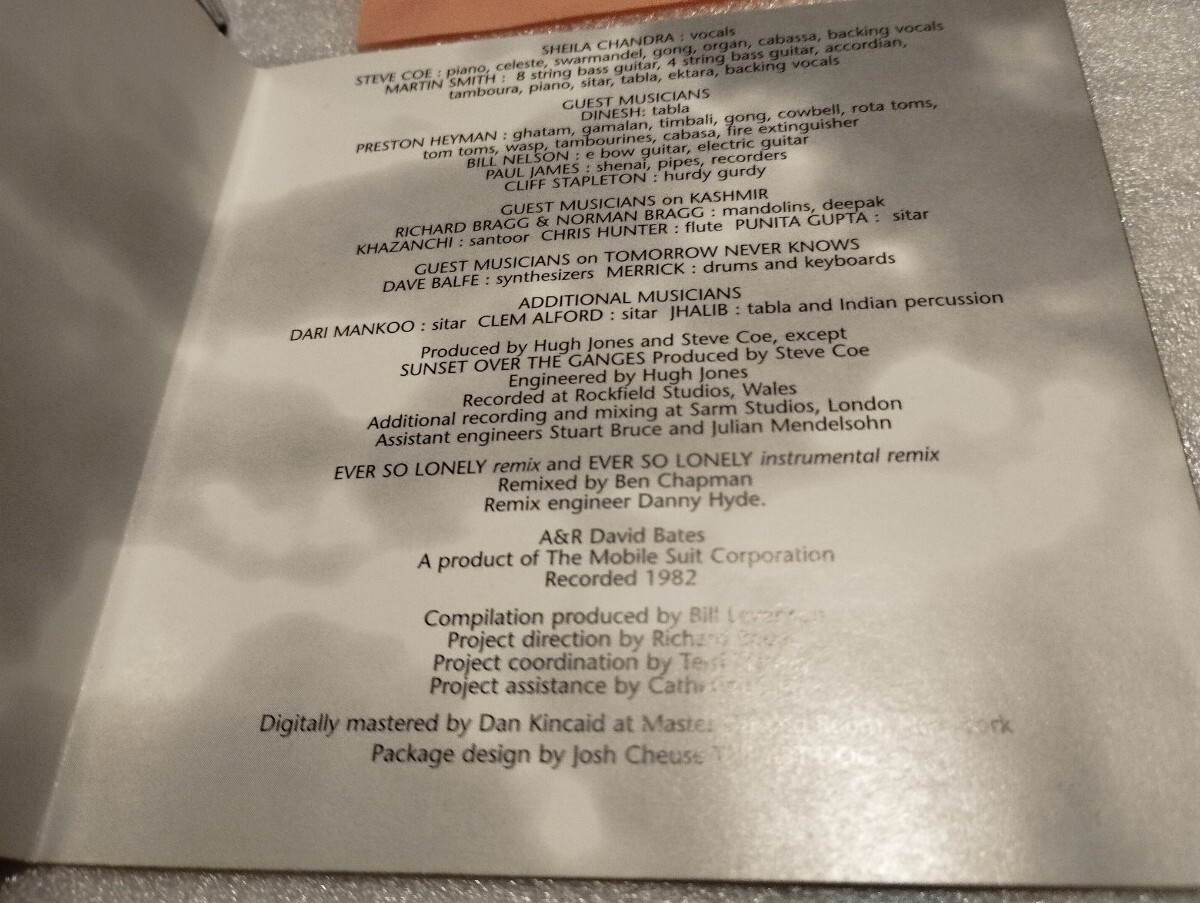 SHEILA CHANDRA : vocals
STEVE COE : piano, celeste, swarmandel, gong, organ, cabassa, backing vocals
MARTIN SMITH : 8 string bass guitar, 4 string bass guitar, accordian,
tamboura, piano, sitar, tabla, ektara, backing vocals
GUEST MUSICIANS
DINESH: tabla
PRESTON HEYMAN : ghatam, gamalan, timbali, gong, cowbell, rota toms,
tom toms, wasp, tambourines, cabasa, fire extinguisher
BILL NELSON : e bow guitar, electric guitar
PAUL JAMES : shenai, pipes, recorders
CLIFF STAPLETON : hurdy gurdy
GUEST MUSICIANS on KASHMIR
RICHARD BRAGG & NORMAN BRAGG : mandolins, deepak
KHAZANCHI : santoor CHRIS HUNTER : flute PUNITA GUPTA : sitar
GUEST MUSICIANS on TOMORROW NEVER KNOWS
DAVE BALFE : synthesizers MERRICK : drums and keyboards
ADDITIONAL MUSICIANS
DARI MANKOO : sitar CLEM ALFORD : sitar JHALIB : tabla and Indian percussion
Produced by Hugh Jones and Steve Coe, except
SUNSET OVER THE GANGES Produced by Steve Coe
Engineered by Hugh Jones
Recorded at Rockfield Studios, Wales
Additional recording and mixing at Sarm Studios, London
Assistant engineers Stuart Bruce and Julian Mendelsohn
EVER SO LONELY remix and EVER SO LONELY instrumental remix
Remixed by Ben Chapman
Remix engineer Danny Hyde.
A&R David Bates
A product of The Mobile Suit Corporation
Recorded 1982
Compilation produced by Bill
Project direction by
Project coordination by
Project assistance by
Digitally mastered by Dan Kincaid at
Package design by Josh Cheuse